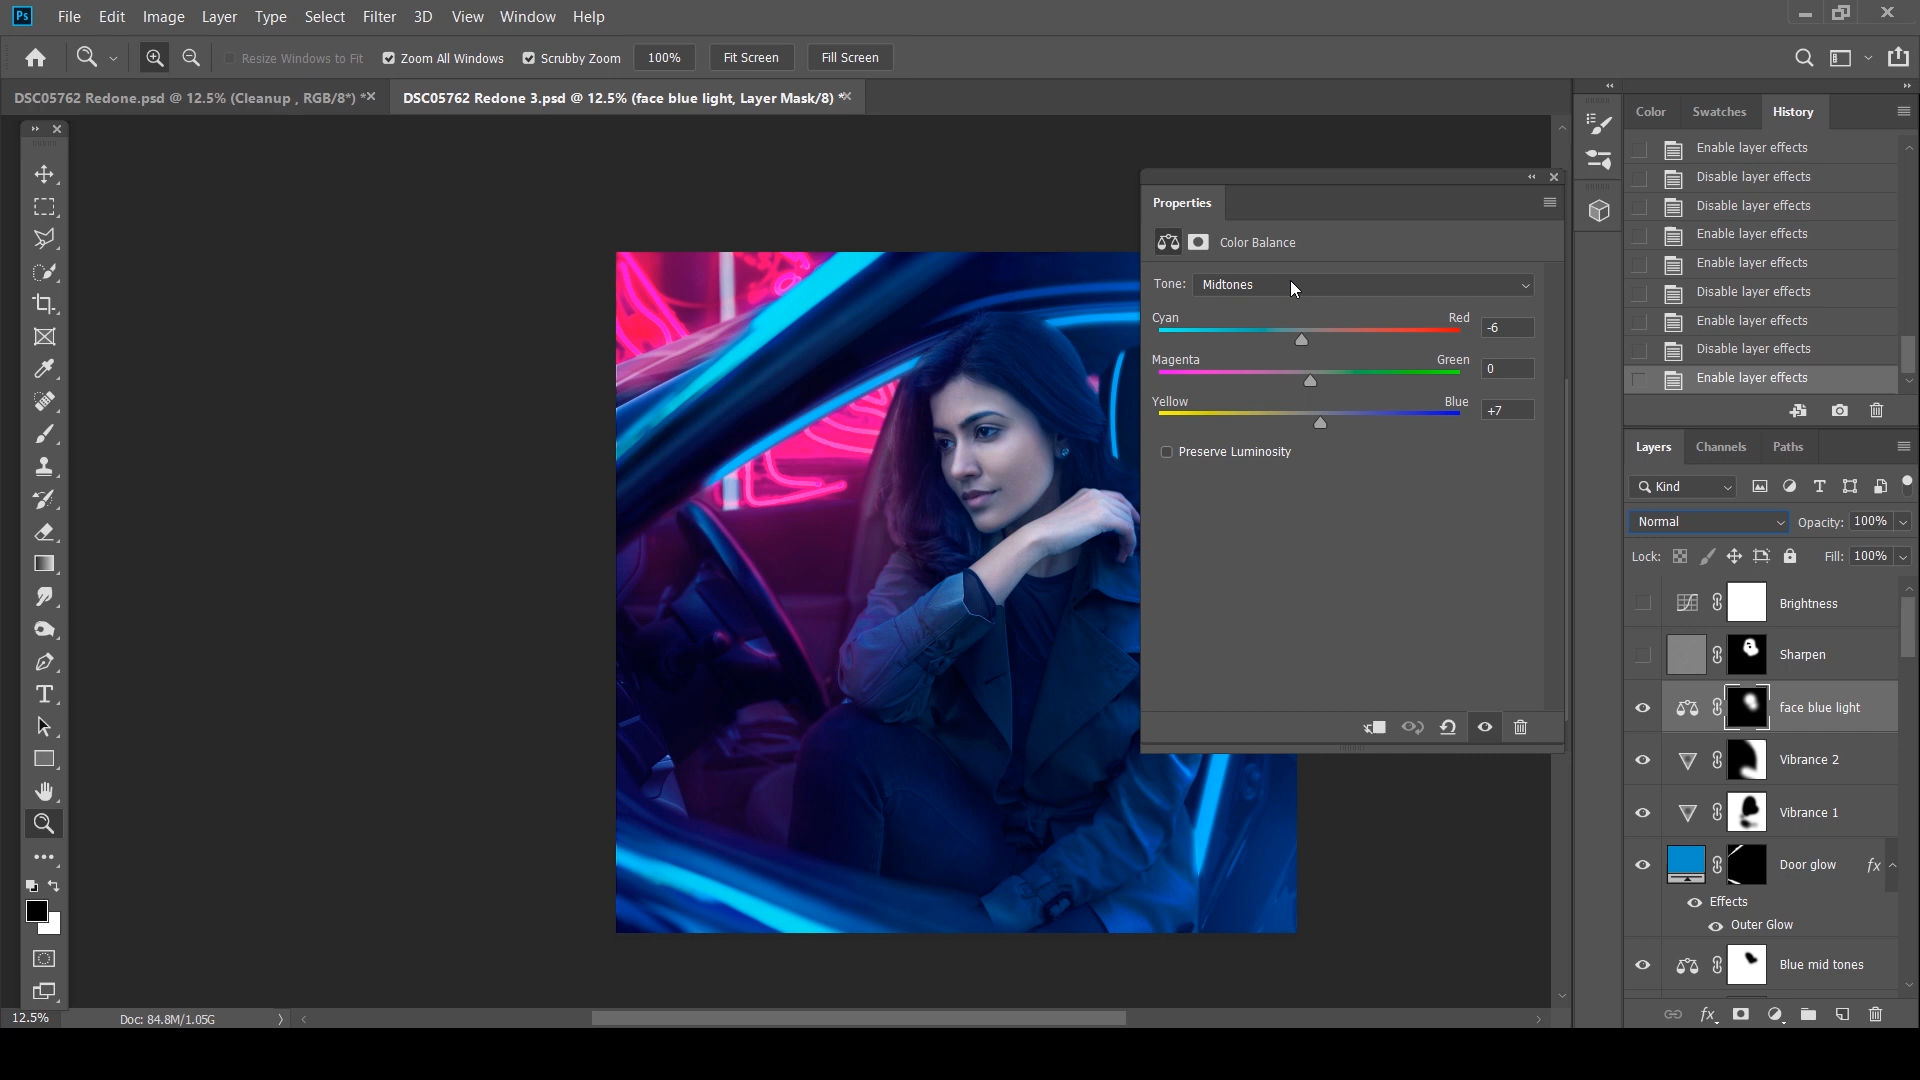 Ps File Edit Image Layer Type Select Filter 3D View Window Help
Resize Windows to Fit Zoom All Windows Scrubby Zoom 100% Fit Screen Fill Screen
DSC05762 Redone.psd @ 12.5% (Cleanup , RGB/8*) * DSC05762 Redone 3.psd @ 12.5% (face blue light, Layer Mask/8) *
Color Swatches History
Enable layer effects
Disable layer effects
Disable layer effects
Enable layer effects
Enable layer effects
Disable layer effects
Enable layer effects
Disable layer effects
Enable layer effects
Properties
Color Balance
Tone: Midtones
Cyan Red -6
Magenta Green 0
Yellow Blue +7
Preserve Luminosity
Layers Channels Paths
Kind
Normal Opacity: 100%
Lock: Fill: 100%
Brightness
Sharpen
face blue light
Vibrance 2
Vibrance 1
Door glow fx
Effects
Outer Glow
Blue mid tones
fx
12.5% Doc: 84.8M/1.05G